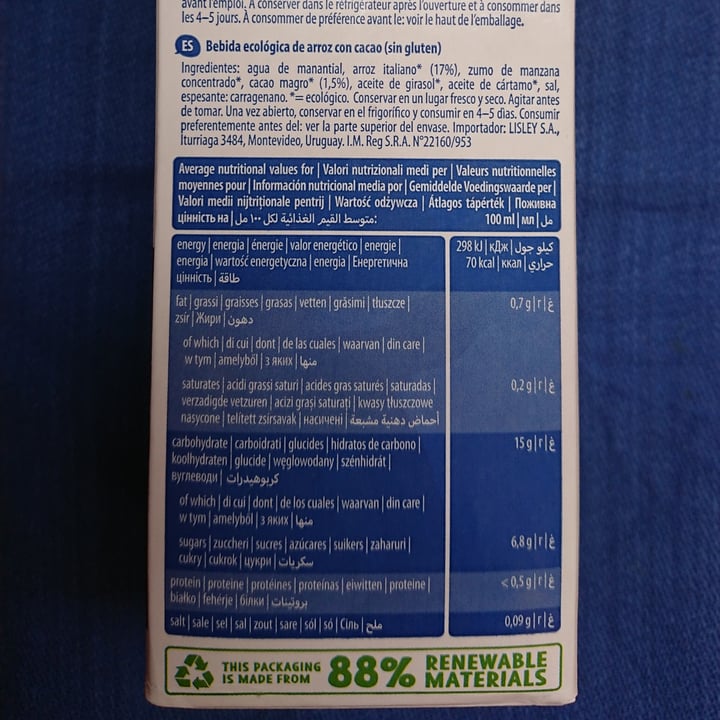 avant l'emploi. À conserver dans le réfrigérateur après l'ouverture et à consommer dans
les 4–5 jours. À consommer de préférence avant le: voir le haut de l'emballage.
ES Bebida ecológica de arroz con cacao (sin gluten)
Ingredientes: agua de manantial, arroz italiano* (17%), zumo de manzana
concentrado*, cacao magro* (1,5%), aceite de girasol*, aceite de cártamo*, sal,
espesante: carragenano. *= ecológico. Conservar en un lugar fresco y seco. Agitar antes
de tomar. Una vez abierto, conservar en el frigorífico y consumir en 4–5 días. Consumir
preferentemente antes del: ver la parte superior del envase. Importador: LISLEY S.A.,
Iturriaga 3484, Montevideo, Uruguay. I.M. Reg S.R.A. N°22160/953
Average nutritional values for | Valori nutrizionali medi per | Valeurs nutritionnelles
moyennes pour | Información nutricional media por | Gemiddelde Voedingswaarde per |
Valori medii nijtriționale pentrij | Wartość odżywcza | Átlagos tápérték | Поживна
цінність на | متوسط القيم الغذائية لكل ١٠٠ مل: 100 ml | мл | مل
energy | energia | énergie | valor energético | energie | 298 kJ | кДж | كيلو جول
energia | wartość energetyczna | energia | Енергетична 70 kcal | ккал | حراري
цінність | طاقة
fat | grassi | graisses | grasas | vetten | grăsimi | tłuszcze | 0,7 g | г | غ
zsír | Жири | دهون
of which | di cui | dont | de las cuales | waarvan | din care |
w tym | amelyből | з яких | منها
saturates | acidi grassi saturi | acides gras saturés | saturadas | 0,2 g | г | غ
verzadigde vetzuren | acizi grași saturați | kwasy tłuszczowe
nasycone | telített zsírsavak | насичені | أحماض دهنية مشبعة
carbohydrate | carboidrati | glucides | hidratos de carbono | 15 g | г | غ
koolhydraten | glucide | węglowodany | szénhidrát |
вуглеводи | كربوهيدرات
of which | di cui | dont | de los cuales | waarvan | din care |
w tym | amelyből | з яких | منها
sugars | zuccheri | sucres | azúcares | suikers | zaharuri | 6,8 g | г | غ
cukry | cukrok | цукри | سكريات
protein | proteine | protéines | proteínas | eiwitten | proteine | < 0,5 g | г | غ
białko | fehérje | білки | بروتينات
salt | sale | sel | sal | zout | sare | sól | só | Сіль | ملح 0,09 g | г | غ
THIS PACKAGING
IS MADE FROM
88%
RENEWABLE
MATERIALS